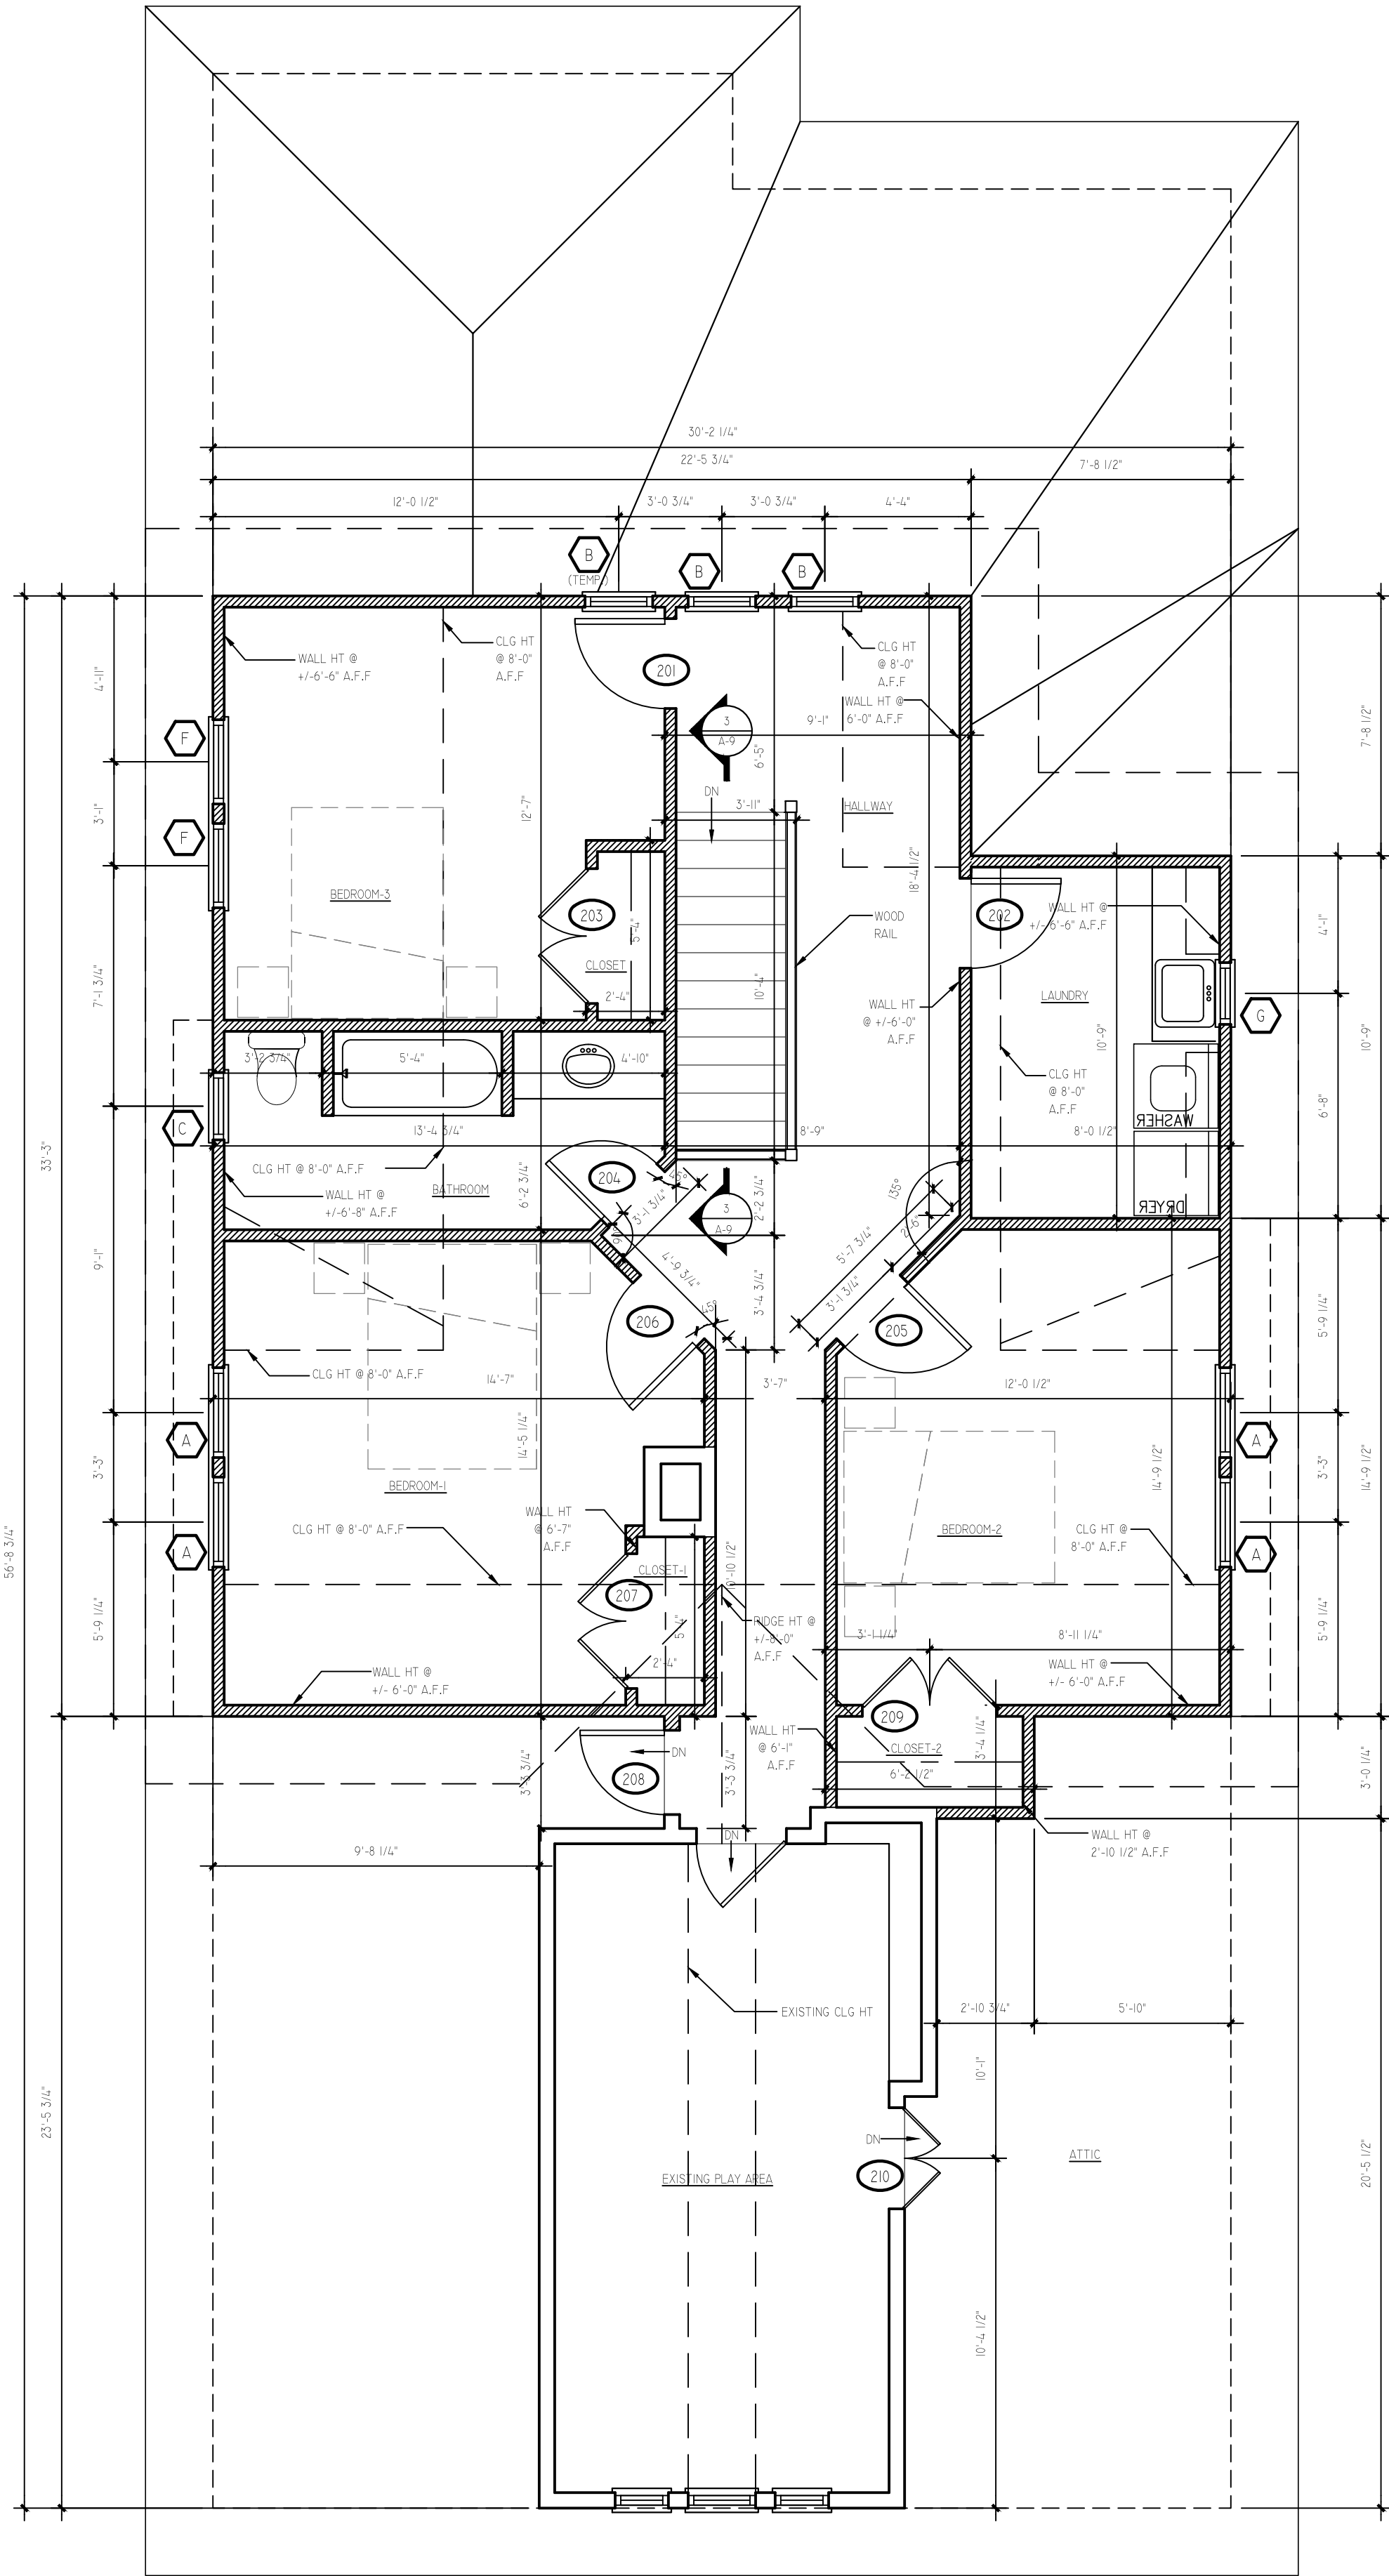 30'-2 1/4"
22'-5 3/4"
7'-8 1/2"
12'-0 1/2"
3'-0 3/4"
3'-0 3/4"
4'-4"
B
(TEMP.)
B
B
WALL HT @
+/-6'-6" A.F.F
CLG HT
@ 8'-0"
A.F.F
201
CLG HT
@ 8'-0"
A.F.F
WALL HT @
6'-0" A.F.F
4'-11"
F
3
A-9
9'-1"
6'-5"
7'-8 1/2"
DN
3'-11"
HALLWAY
12'-7"
3'-1"
F
BEDROOM-3
18'-4 1/2"
203
5'-4"
WOOD
RAIL
202
WALL HT @
+/- 6'-6" A.F.F
4'-1"
CLOSET
2'-4"
10'-4"
7'-1 3/4"
LAUNDRY
WALL HT
@ +/-6'-0"
A.F.F
G
10'-9"
10'-9"
3'-2 3/4"
5'-4"
4'-10"
CLG HT
@ 8'-0"
A.F.F
WASHER
C
13'-4 3/4"
8'-9"
8'-0 1/2"
6'-8"
33'-3"
CLG HT @ 8'-0" A.F.F
BATHROOM
WALL HT @
+/-6'-8" A.F.F
6'-2 3/4"
204
45°
3'-1 3/4"
3
A-9
2'-2 3/4"
135°
2'-6"
DRYER
9'-1"
4'-9 3/4"
5'-7 3/4"
3'-1 3/4"
3'-4 3/4"
206
45°
205
5'-9 1/4"
CLG HT @ 8'-0" A.F.F
14'-7"
3'-7"
12'-0 1/2"
A
A
14'-5 1/4"
14'-9 1/2"
14'-9 1/2"
3'-3"
3'-3"
BEDROOM-1
WALL HT
@ 6'-7"
A.F.F
CLG HT @ 8'-0" A.F.F
BEDROOM-2
CLG HT @
8'-0" A.F.F
A
A
56'-8 3/4"
CLOSET-1
10'-10 1/2"
207
5'-4"
RIDGE HT @
+/-8'-0"
A.F.F
3'-1 1/4"
8'-11 1/4"
5'-9 1/4"
5'-9 1/4"
2'-4"
WALL HT @
+/- 6'-0" A.F.F
WALL HT @
+/- 6'-0" A.F.F
209
WALL HT
@ 6'-1"
A.F.F
CLOSET-2
3'-4 1/4"
DN
208
3'-3 3/4"
3'-3 3/4"
6'-2 1/2"
3'-0 1/4"
DN
WALL HT @
2'-10 1/2" A.F.F
9'-8 1/4"
EXISTING CLG HT
2'-10 3/4"
5'-10"
10'-1"
23'-5 3/4"
DN
ATTIC
210
EXISTING PLAY AREA
20'-5 1/2"
10'-4 1/2"